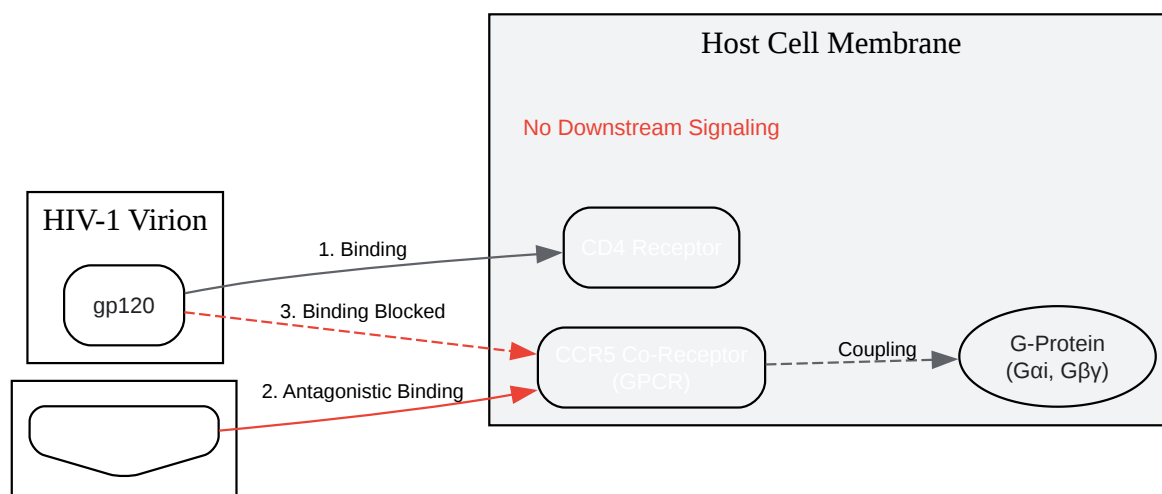 Host Cell Membrane
No Downstream Signaling
HIV-1 Virion
gp120
1. Binding
CD4 Receptor
3. Binding Blocked
CCR5 Co-Receptor
(GPCR)
Coupling
G-Protein
(Gαi, Gβγ)
2. Antagonistic Binding